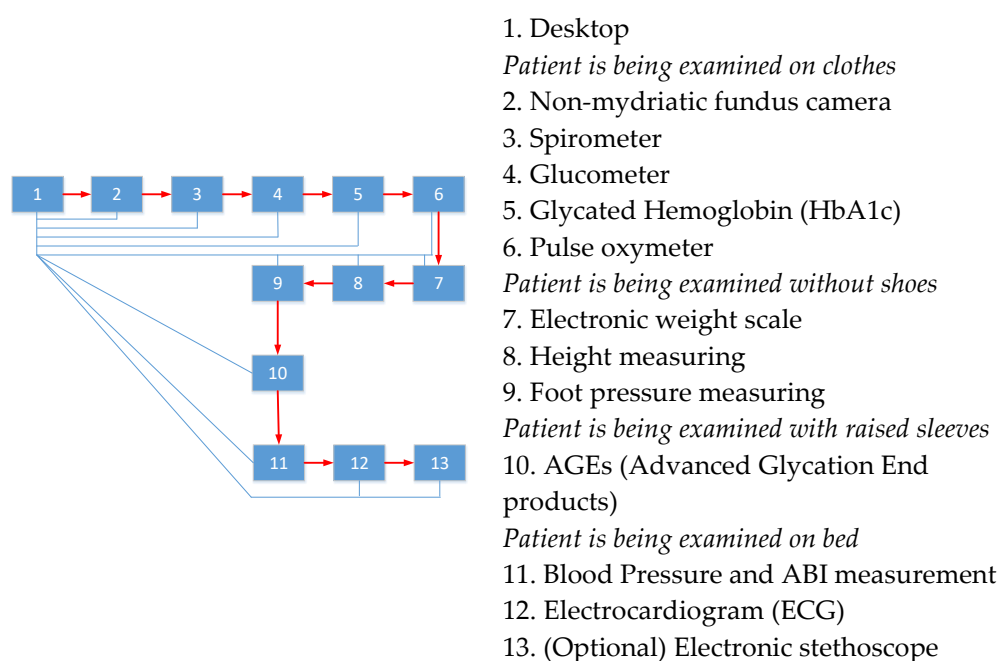 1 2 3 4 5 6
9 8 7
10
11 12 13
1. Desktop
Patient is being examined on clothes
2. Non-mydriatic fundus camera
3. Spirometer
4. Glucometer
5. Glycated Hemoglobin (HbA1c)
6. Pulse oxymeter
Patient is being examined without shoes
7. Electronic weight scale
8. Height measuring
9. Foot pressure measuring
Patient is being examined with raised sleeves
10. AGEs (Advanced Glycation End
products)
Patient is being examined on bed
11. Blood Pressure and ABI measurement
12. Electrocardiogram (ECG)
13. (Optional) Electronic stethoscope